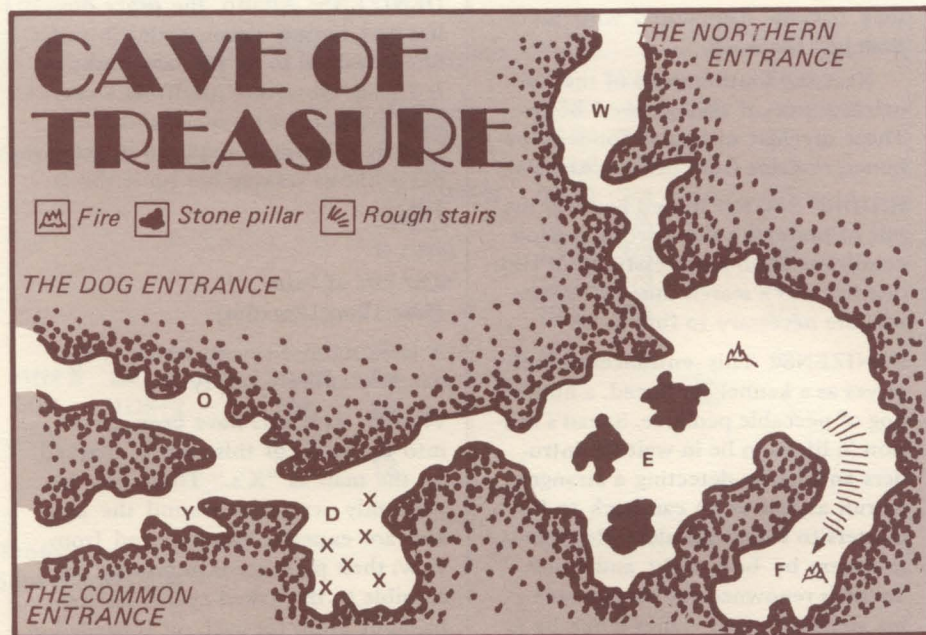 CAVE OF
TREASURE
Fire Stone pillar Rough stairs
THE NORTHERN
ENTRANCE
W
THE DOG ENTRANCE
O
E
Y
D
X
X
X
X
X
X
F
THE COMMON
ENTRANCE